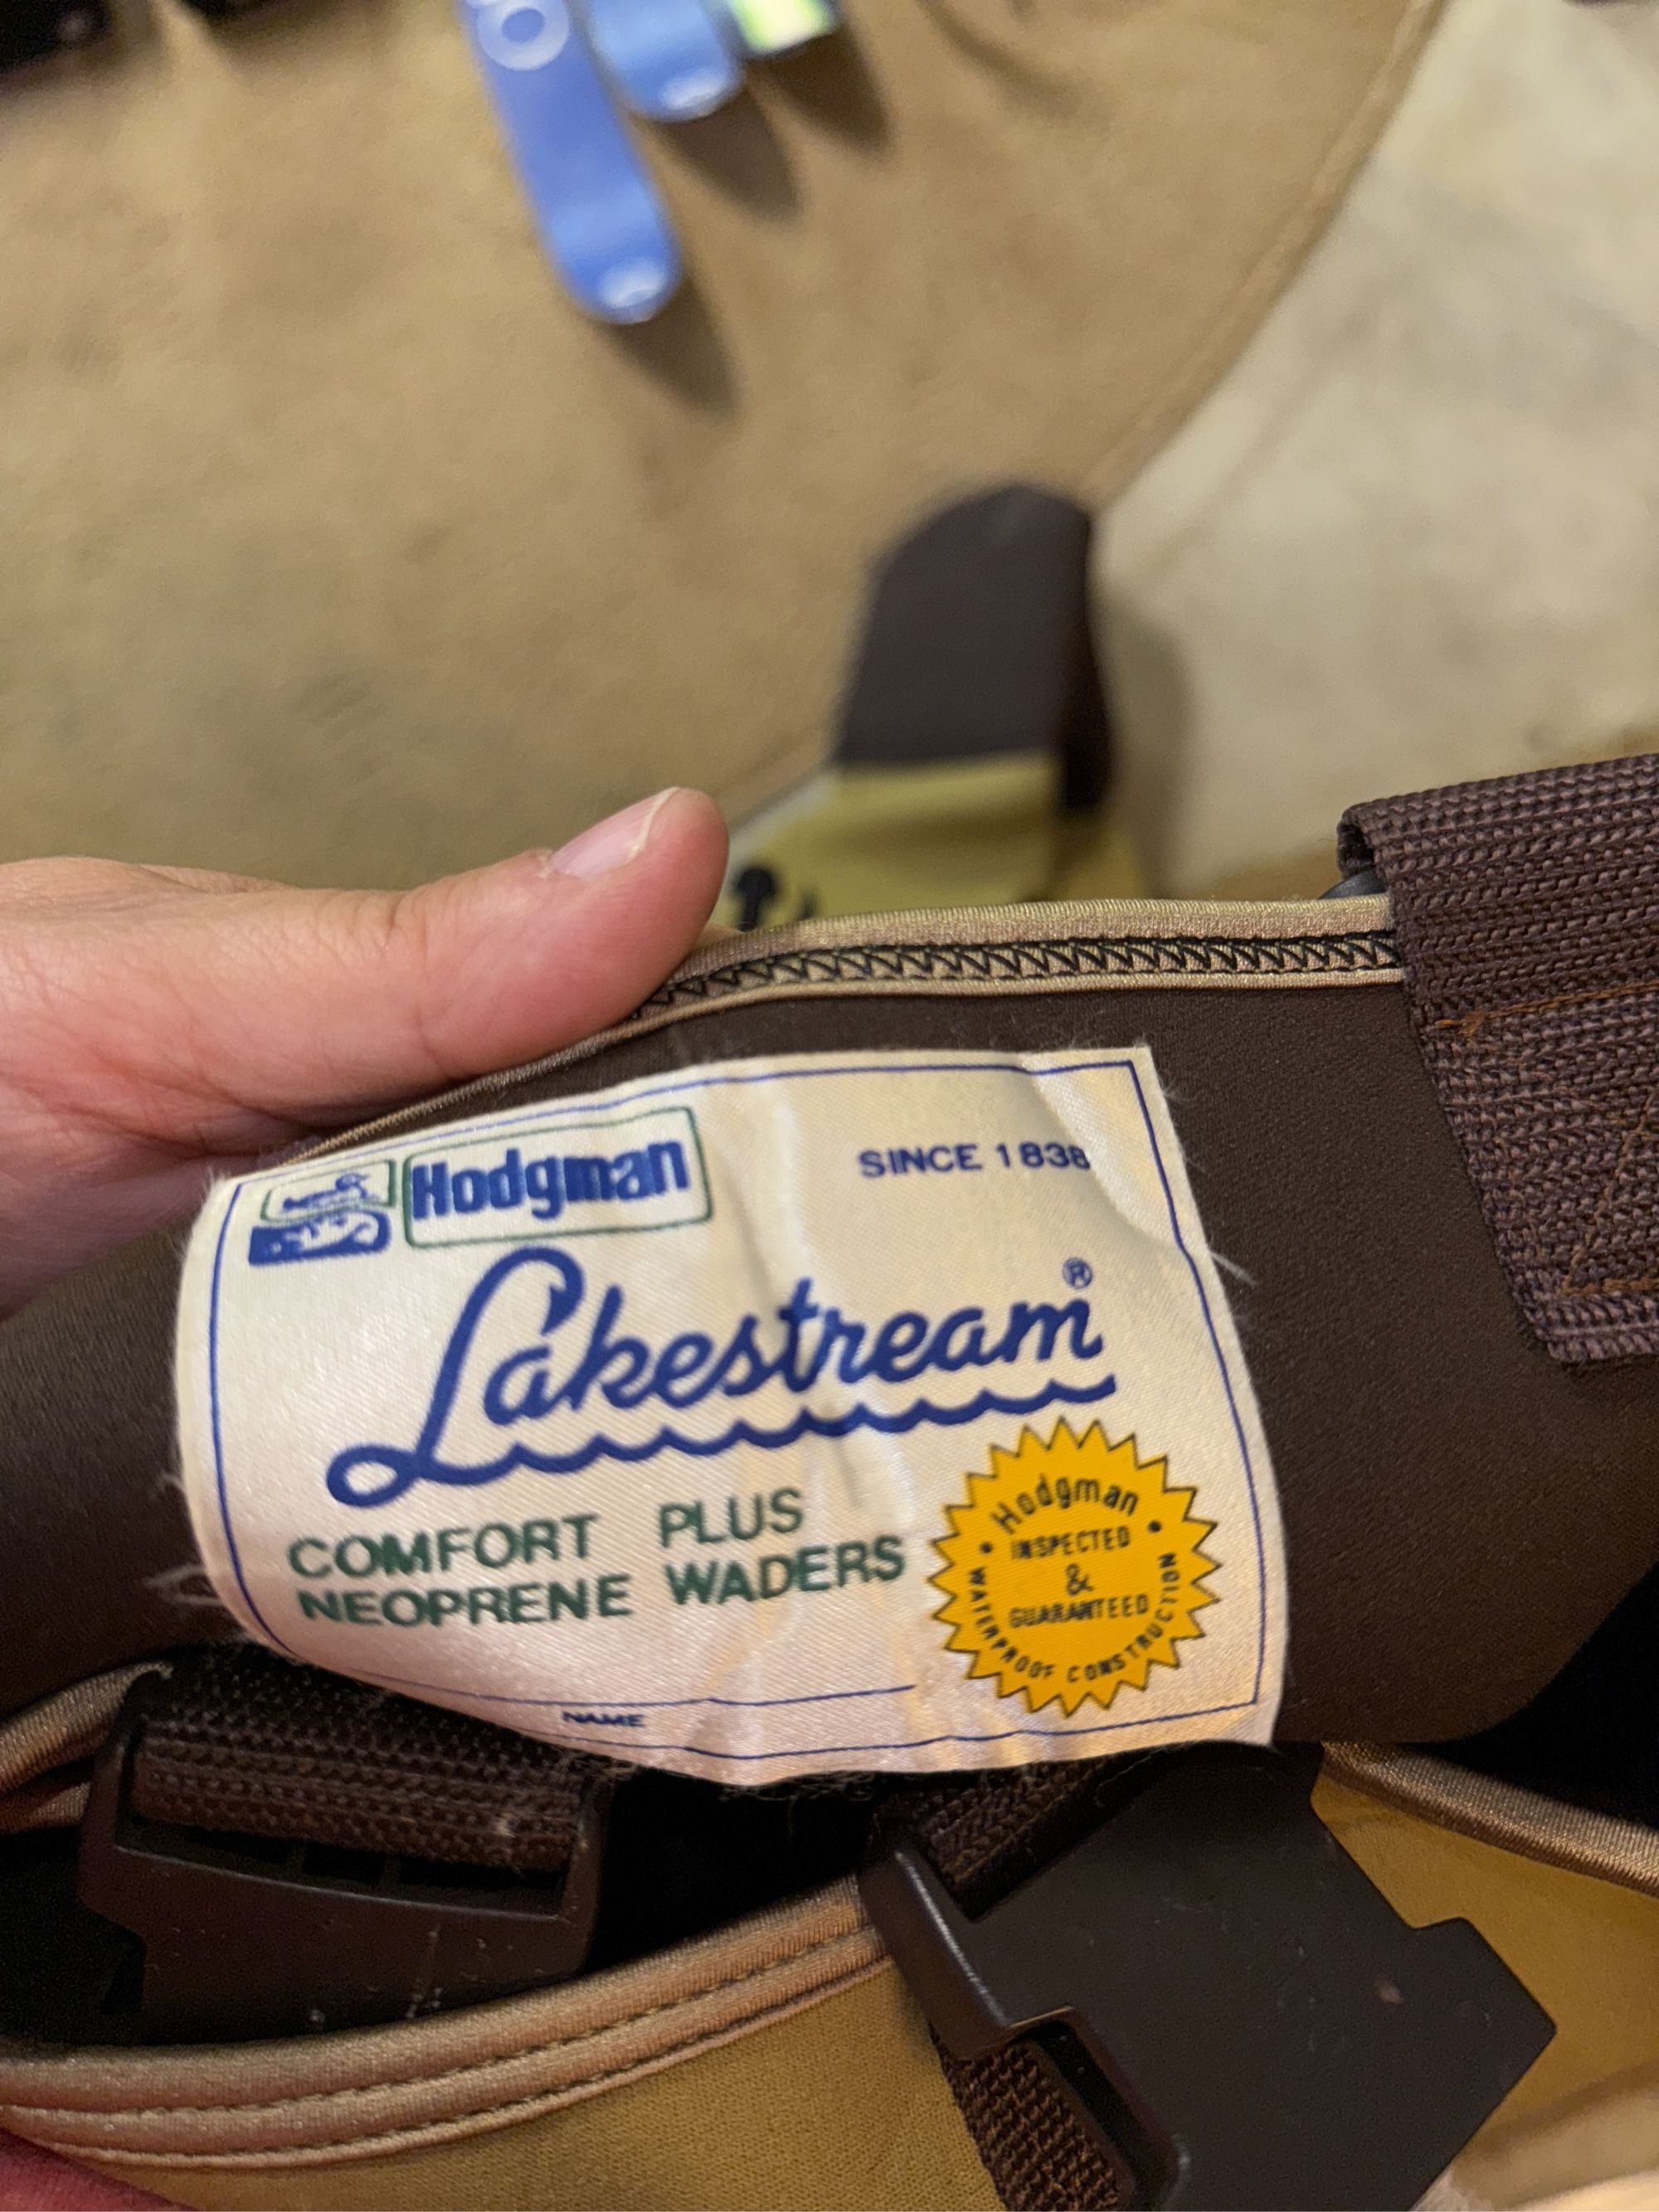 Hodgman
SINCE 1838
Lakestream®
COMFORT PLUS
NEOPRENE WADERS
Hodgman
INSPECTED
&
GUARANTEED
WATERPROOF CONSTRUCTION
NAME